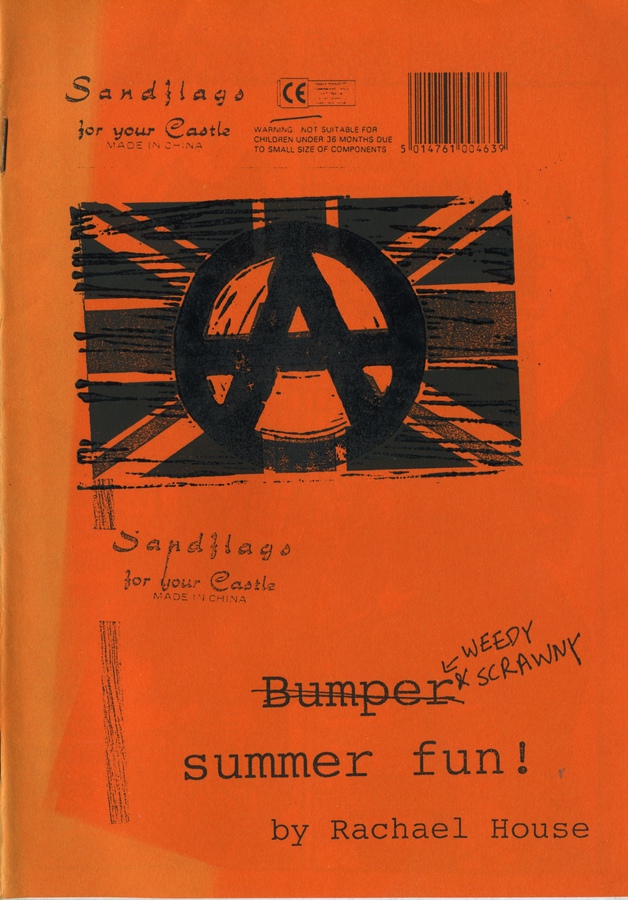 Sandflags
for your Castle
MADE IN CHINA
CE
WARNING. NOT SUITABLE FOR
CHILDREN UNDER 36 MONTHS DUE
TO SMALL SIZE OF COMPONENTS
5 014761 004639
A
Sandflags
for your Castle
MADE IN CHINA
WEEDY
& SCRAWNY
Bumper
summer fun!
by Rachael House